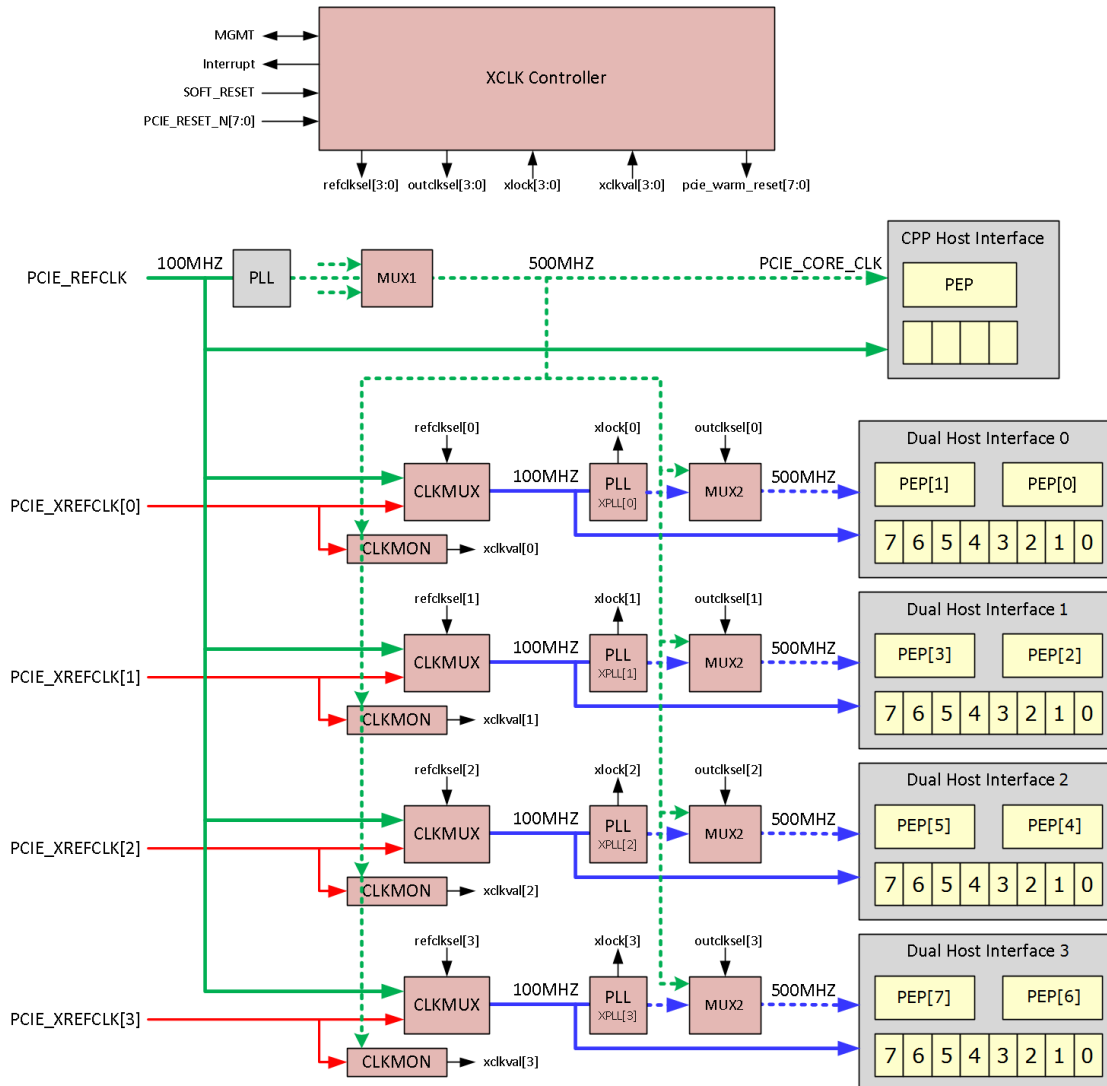 MGMT
Interrupt
SOFT_RESET
PCIE_RESET_N[7:0]
XCLK Controller
refclksel[3:0]
outclksel[3:0]
xlock[3:0]
xclkval[3:0]
pcie_warm_reset[7:0]
PCIE_REFCLK
100MHZ
PLL
MUX1
500MHZ
PCIE_CORE_CLK
CPP Host Interface
PEP
refclksel[0]
xlock[0]
outclksel[0]
Dual Host Interface 0
PCIE_XREFCLK[0]
CLKMUX
100MHZ
PLL
XPLL[0]
MUX2
500MHZ
PEP[1]
PEP[0]
CLKMON
xclkval[0]
7 6 5 4 3 2 1 0
refclksel[1]
xlock[1]
outclksel[1]
Dual Host Interface 1
PCIE_XREFCLK[1]
CLKMUX
100MHZ
PLL
XPLL[1]
MUX2
500MHZ
PEP[3]
PEP[2]
CLKMON
xclkval[1]
7 6 5 4 3 2 1 0
refclksel[2]
xlock[2]
outclksel[2]
Dual Host Interface 2
PCIE_XREFCLK[2]
CLKMUX
100MHZ
PLL
XPLL[2]
MUX2
500MHZ
PEP[5]
PEP[4]
CLKMON
xclkval[2]
7 6 5 4 3 2 1 0
refclksel[3]
xlock[3]
outclksel[3]
Dual Host Interface 3
PCIE_XREFCLK[3]
CLKMUX
100MHZ
PLL
XPLL[3]
MUX2
500MHZ
PEP[7]
PEP[6]
CLKMON
xclkval[3]
7 6 5 4 3 2 1 0